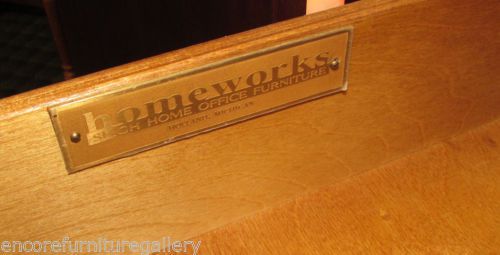 homeworks
SLIGH HOME OFFICE FURNITURE
HOLLAND, MICHIGAN
encorefurnituregallery